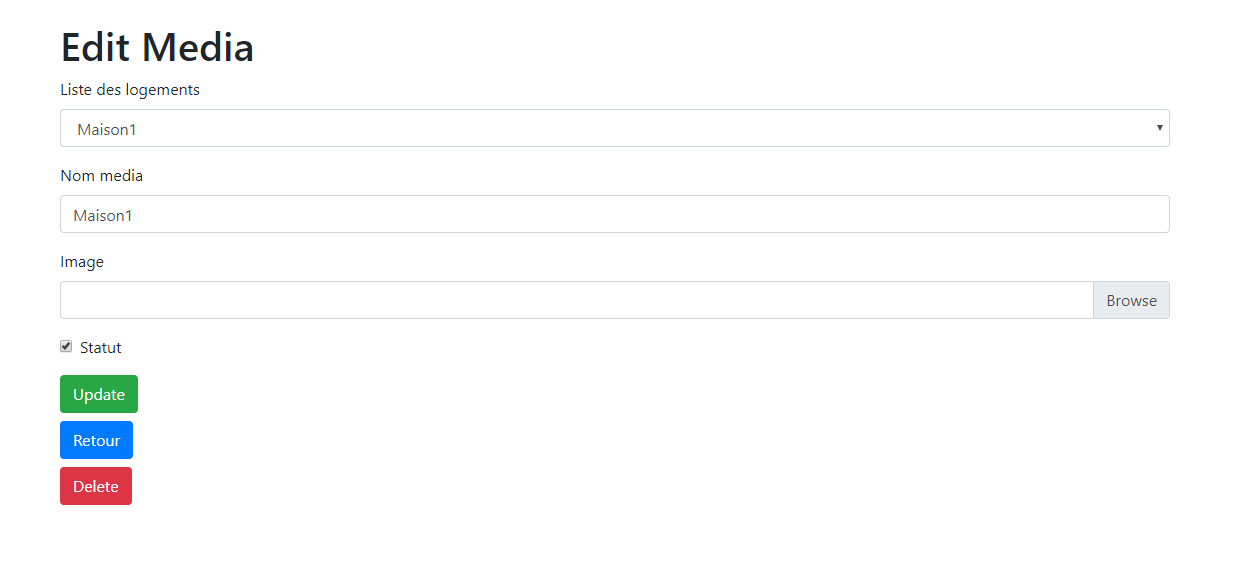 Edit Media
Liste des logements
Maison1
Nom media
Maison1
Image
Browse
Statut
Update
Retour
Delete